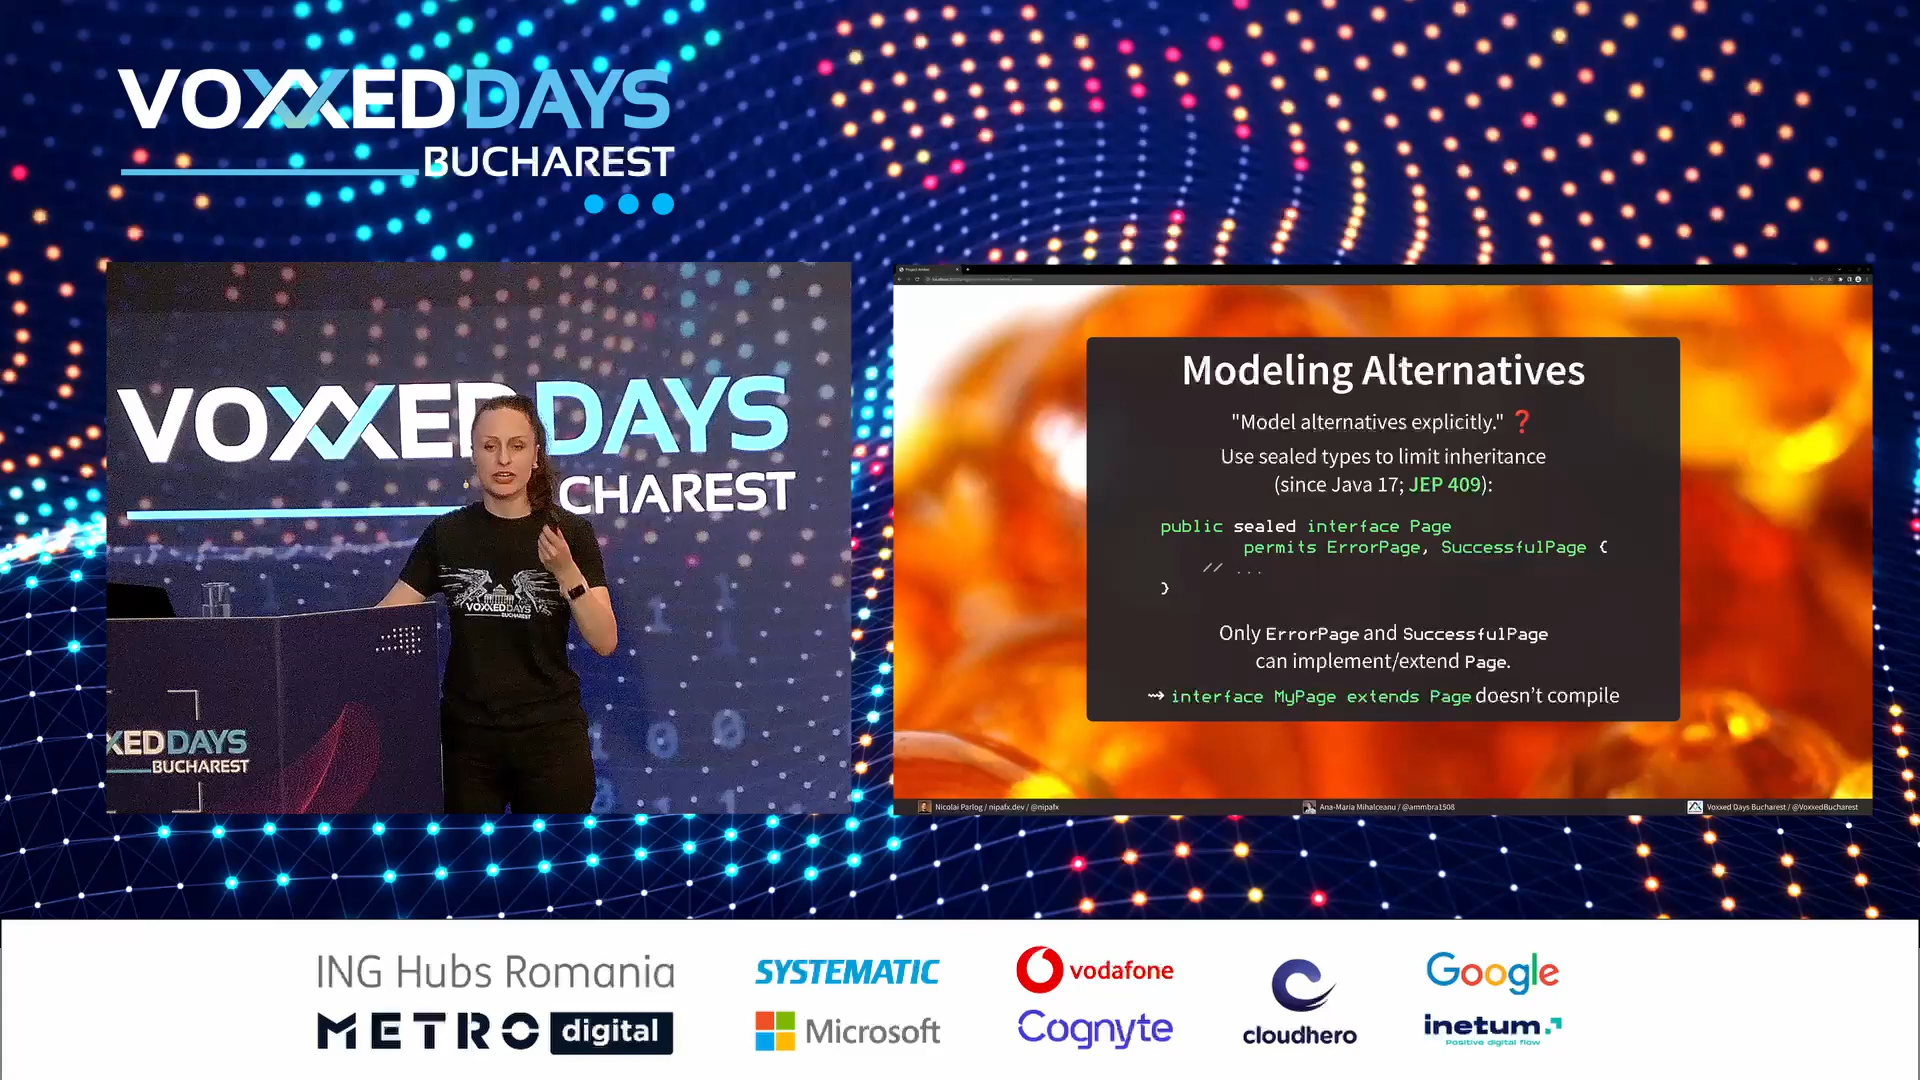 VOXXEDDAYS
BUCHAREST
VOXXEDDAYS
CHAREST
VOXXEDDAYS
BUCHAREST
XEDDAYS
BUCHAREST
Modeling Alternatives
"Model alternatives explicitly." ❓
Use sealed types to limit inheritance
(since Java 17; JEP 409):
public sealed interface Page
permits ErrorPage, SuccessfulPage {
// ...
}
Only ErrorPage and SuccessfulPage
can implement/extend Page.
⇝ interface MyPage extends Page doesn't compile
Nicolai Parlog / nipafx.dev / @nipafx
Ana-Maria Mihalceanu / @ammbra1508
Voxxed Days Bucharest / @VoxxedBucharest
ING Hubs Romania
SYSTEMATIC
vodafone
cloudhero
Google
METRO digital
Microsoft
Cognyte
inetum.
Positive digital flow